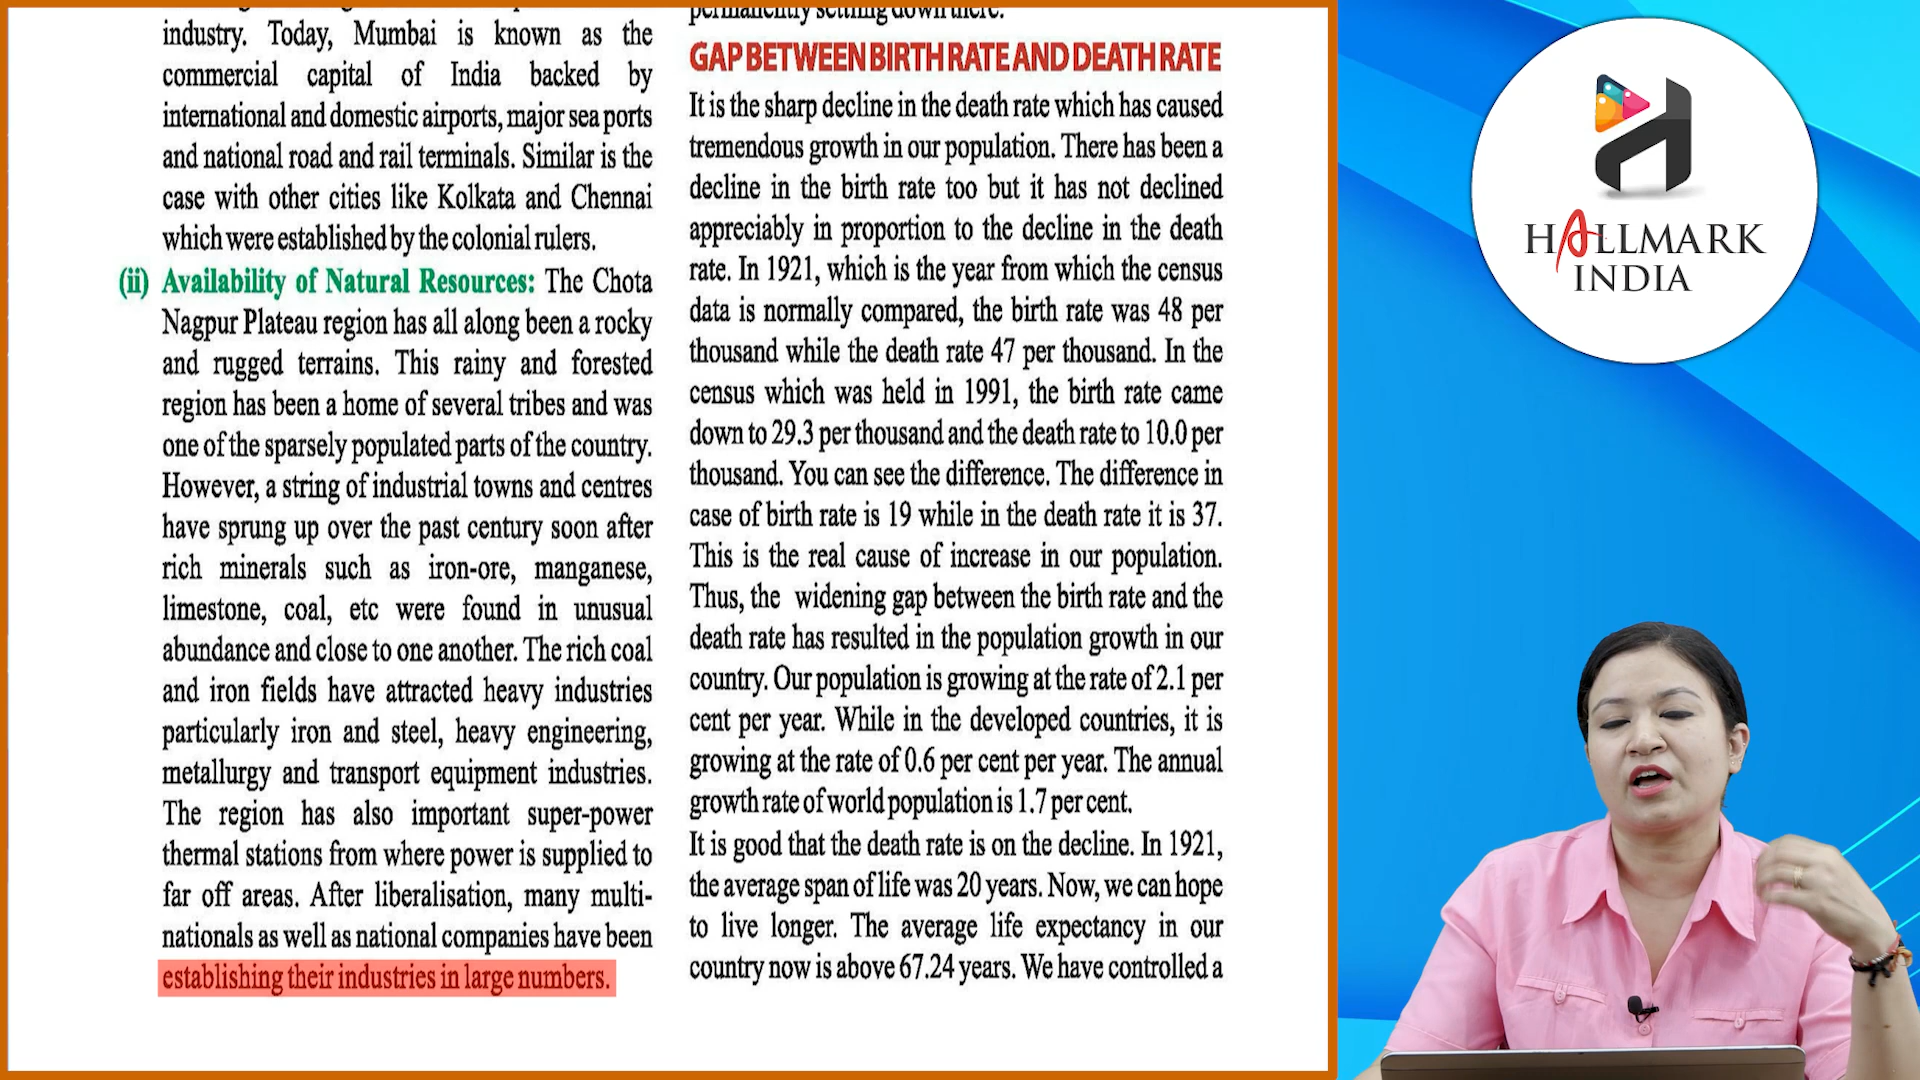 industry. Today, Mumbai is known as the
commercial capital of India backed by
international and domestic airports, major sea ports
and national road and rail terminals. Similar is the
case with other cities like Kolkata and Chennai
which were established by the colonial rulers.
(ii) Availability of Natural Resources: The Chota
Nagpur Plateau region has all along been a rocky
and rugged terrains. This rainy and forested
region has been a home of several tribes and was
one of the sparsely populated parts of the country.
However, a string of industrial towns and centres
have sprung up over the past century soon after
rich minerals such as iron-ore, manganese,
limestone, coal, etc were found in unusual
abundance and close to one another. The rich coal
and iron fields have attracted heavy industries
particularly iron and steel, heavy engineering,
metallurgy and transport equipment industries.
The region has also important super-power
thermal stations from where power is supplied to
far off areas. After liberalisation, many multi-
nationals as well as national companies have been
establishing their industries in large numbers.
permanently settling down there.
GAP BETWEEN BIRTH RATE AND DEATH RATE
It is the sharp decline in the death rate which has caused
tremendous growth in our population. There has been a
decline in the birth rate too but it has not declined
appreciably in proportion to the decline in the death
rate. In 1921, which is the year from which the census
data is normally compared, the birth rate was 48 per
thousand while the death rate 47 per thousand. In the
census which was held in 1991, the birth rate came
down to 29.3 per thousand and the death rate to 10.0 per
thousand. You can see the difference. The difference in
case of birth rate is 19 while in the death rate it is 37.
This is the real cause of increase in our population.
Thus, the widening gap between the birth rate and the
death rate has resulted in the population growth in our
country. Our population is growing at the rate of 2.1 per
cent per year. While in the developed countries, it is
growing at the rate of 0.6 per cent per year. The annual
growth rate of world population is 1.7 per cent.
It is good that the death rate is on the decline. In 1921,
the average span of life was 20 years. Now, we can hope
to live longer. The average life expectancy in our
country now is above 67.24 years. We have controlled a
HALLMARK
INDIA